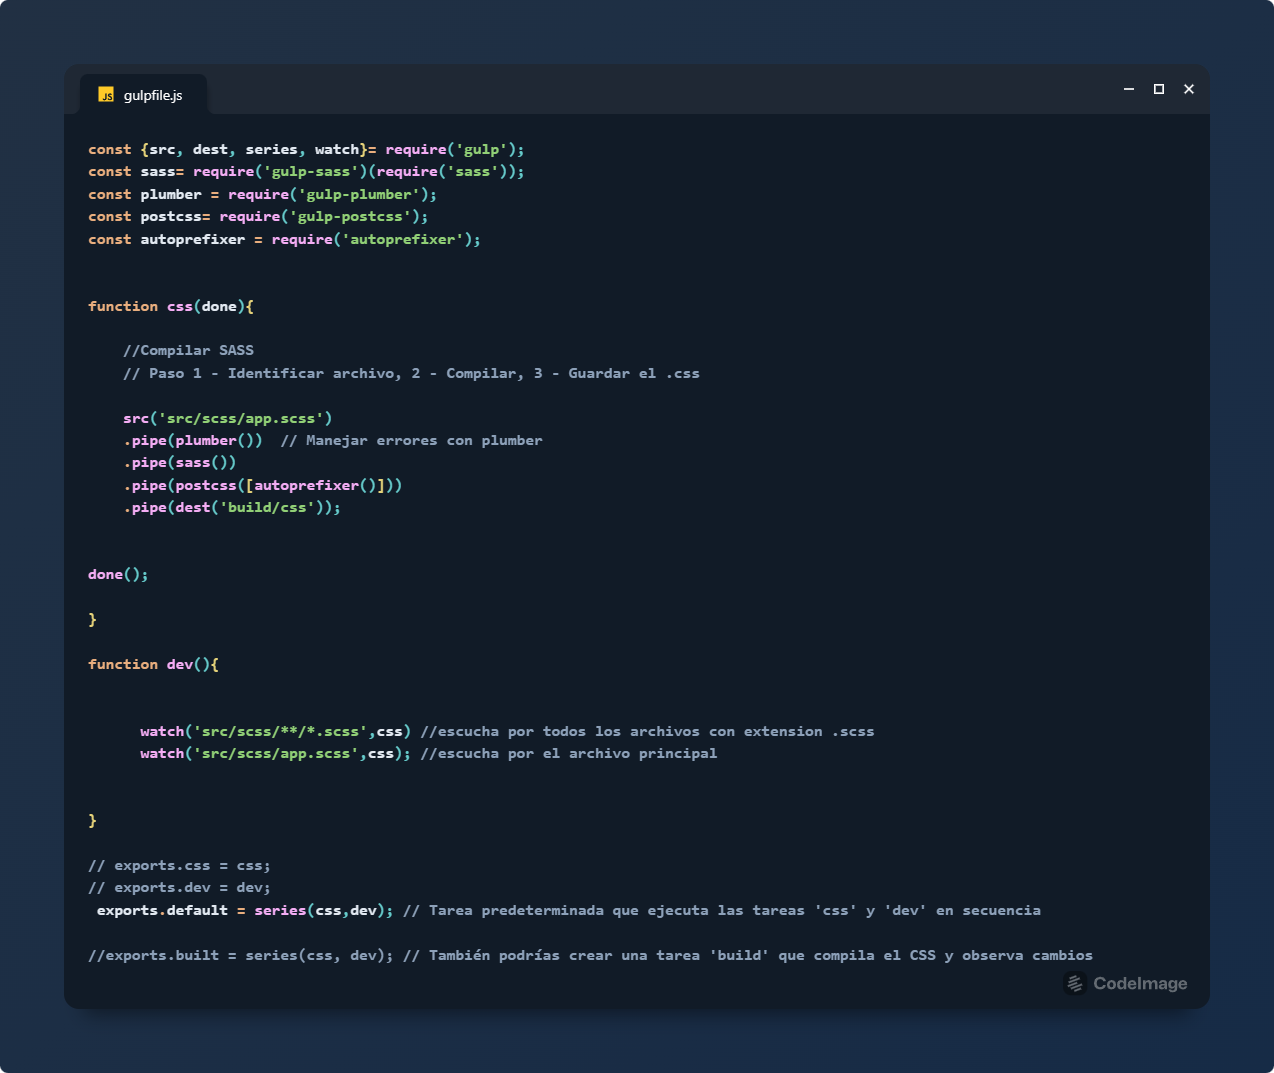 gulpfile.js
const {src, dest, series, watch}= require('gulp');
const sass= require('gulp-sass')(require('sass'));
const plumber = require('gulp-plumber');
const postcss= require('gulp-postcss');
const autoprefixer = require('autoprefixer');
function css(done){
//Compilar SASS
// Paso 1 - Identificar archivo, 2 - Compilar, 3 - Guardar el .css
src('src/scss/app.scss')
.pipe(plumber())  // Manejar errores con plumber
.pipe(sass())
.pipe(postcss([autoprefixer()]))
.pipe(dest('build/css'));
done();
}
function dev(){
watch('src/scss/**/*.scss',css) //escucha por todos los archivos con extension .scss
watch('src/scss/app.scss',css); //escucha por el archivo principal
}
// exports.css = css;
// exports.dev = dev;
exports.default = series(css,dev); // Tarea predeterminada que ejecuta las tareas 'css' y 'dev' en secuencia
//exports.built = series(css, dev); // También podrías crear una tarea 'build' que compila el CSS y observa cambios
CodeImage